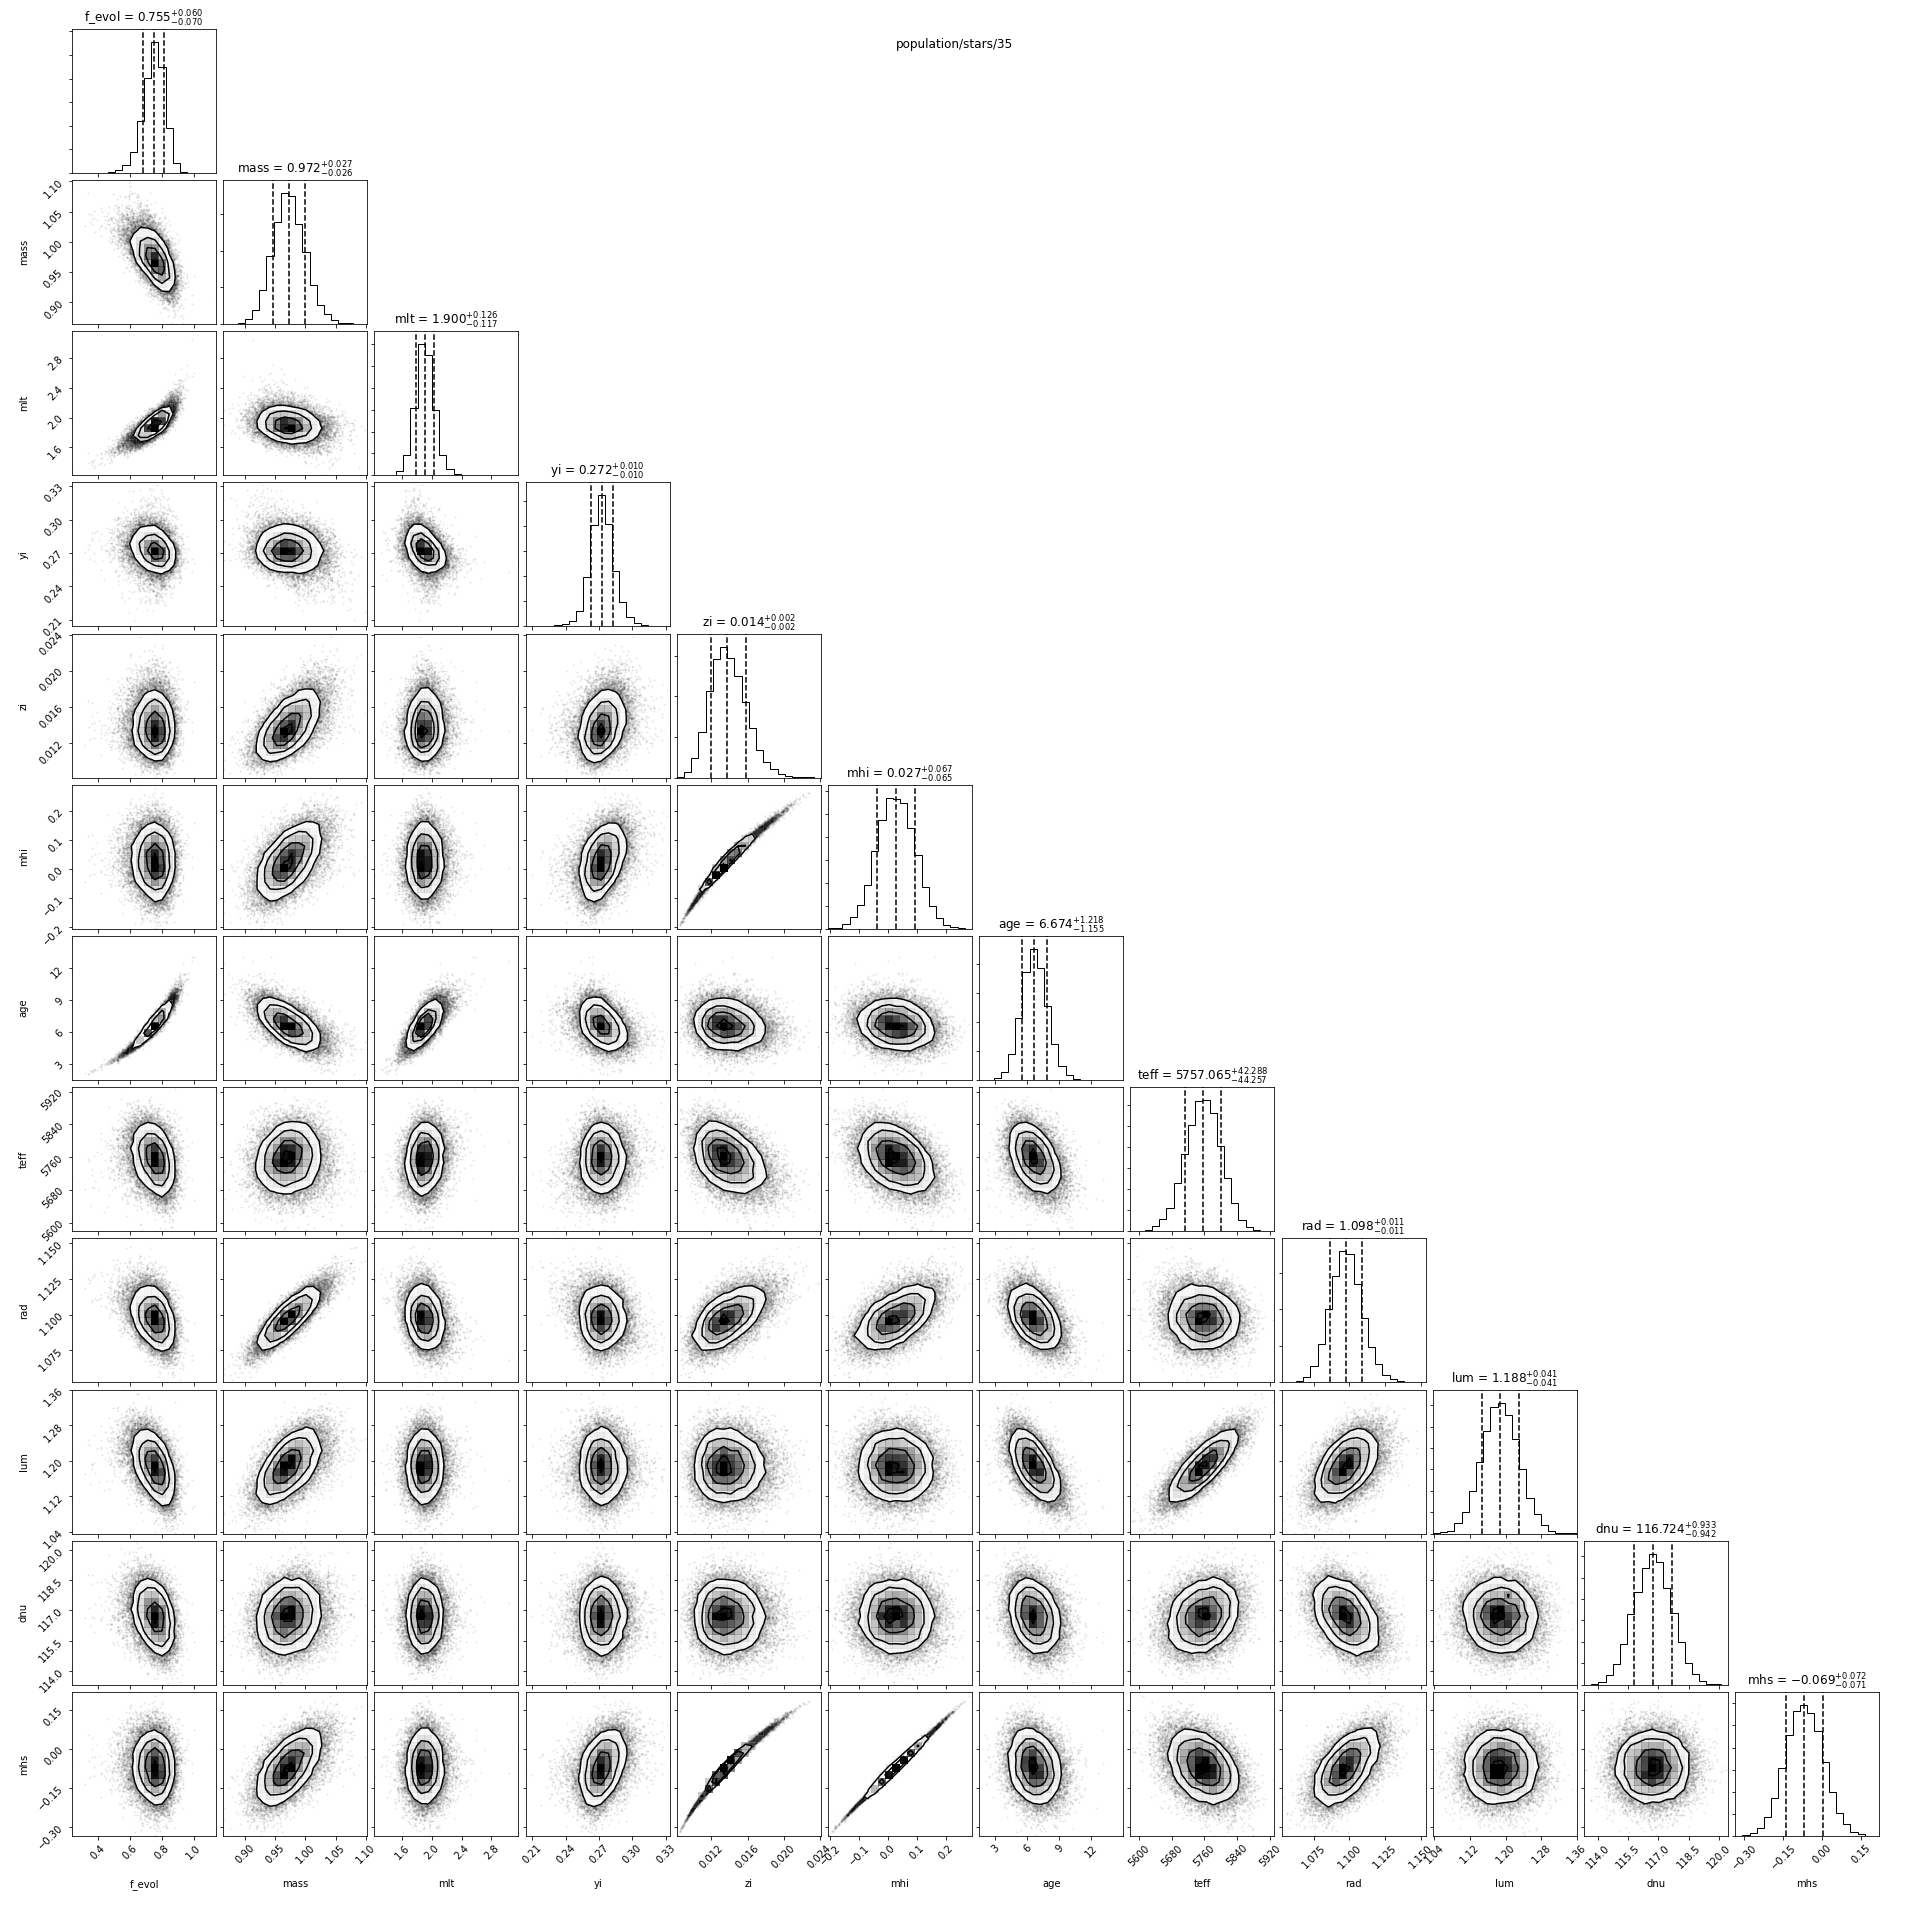 f_evol = 0.755+0.060 −0.070
population/stars/35
mass = 0.972+0.027 −0.026
1.10
1.05
1.00
0.95
0.90
mass
mlt = 1.900+0.126 −0.117
2.8
2.4
2.0
1.6
mlt
yi = 0.272+0.010 −0.010
0.33
0.30
0.27
0.24
0.21
yi
zi = 0.014+0.002 −0.002
0.024
0.020
0.016
0.012
zi
mhi = 0.027+0.067 −0.065
0.2
0.1
0.0
−0.1
−0.2
mhi
age = 6.674+1.218 −1.155
12
9
6
3
age
teff = 5757.065+42.288 −44.257
5920
5840
5760
5680
5600
teff
rad = 1.098+0.011 −0.011
1.150
1.125
1.100
1.075
rad
lum = 1.188+0.041 −0.041
1.36
1.28
1.20
1.12
1.04
lum
dnu = 116.724+0.933 −0.942
120.0
118.5
117.0
115.5
114.0
dnu
mhs = −0.069+0.072 −0.071
0.15
0.00
−0.15
−0.30
mhs
0.4 0.6 0.8 1.0 0.90 0.95 1.00 1.05 1.10 1.6 2.0 2.4 2.8 0.21 0.24 0.27 0.30 0.33 0.012 0.016 0.020 0.024 −0.2 −0.1 0.0 0.1 0.2 3 6 9 12 5600 5680 5760 5840 5920 1.075 1.100 1.125 1.150 1.04 1.12 1.20 1.28 1.36 114.0 115.5 117.0 118.5 120.0 −0.30 −0.15 0.00 0.15
f_evol mass mlt yi zi mhi age teff rad lum dnu mhs